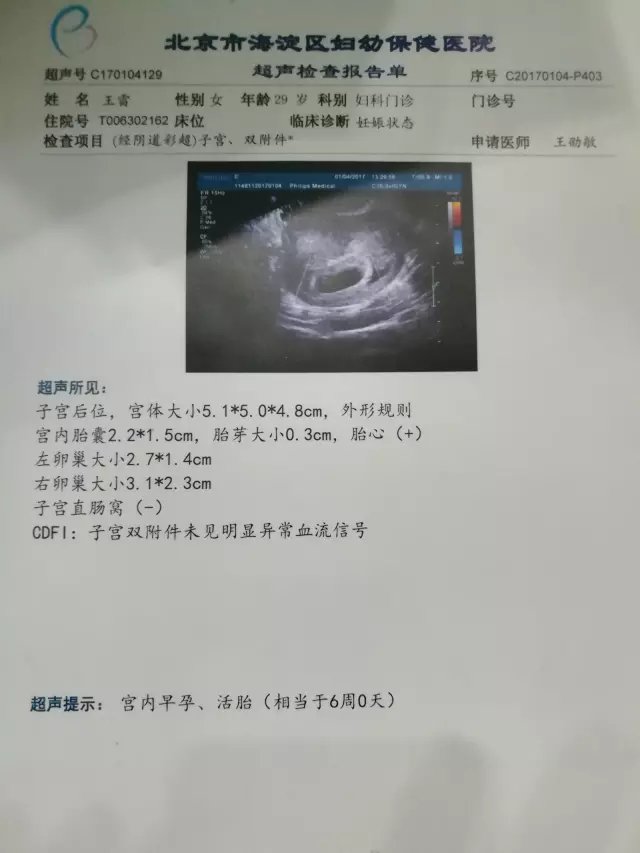 北京市海淀区妇幼保健医院
超声号 C170104129 超声检查报告单 序号 C20170104-P403
姓 名 王雷 性别 女 年龄 29 岁 科别 妇科门诊 门诊号
住院号 T006302162 床位 临床诊断 妊娠状态
检查项目 (经阴道彩超)子宫、双附件* 申请医师 王劭敏
01/04/2017
Philips Medical
超声所见：
子宫后位，宫体大小5.1*5.0*4.8cm，外形规则
宫内胎囊2.2*1.5cm，胎芽大小0.3cm，胎心（+）
左卵巢大小2.7*1.4cm
右卵巢大小3.1*2.3cm
子宫直肠窝（-）
CDFI：子宫双附件未见明显异常血流信号
超声提示： 宫内早孕、活胎（相当于6周0天）